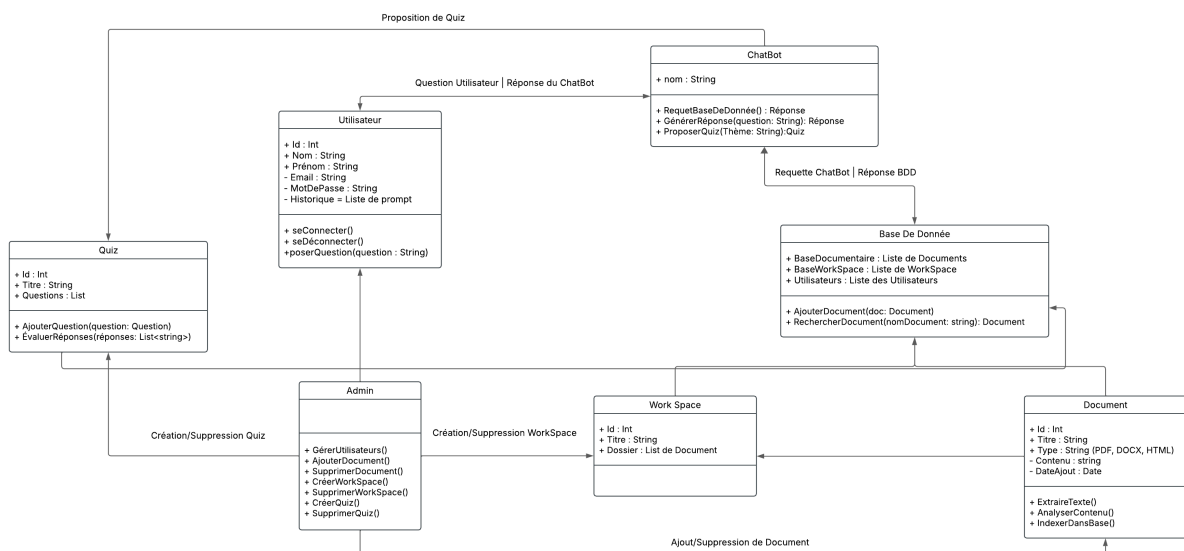 Proposition de Quiz
ChatBot
+ nom : String
+ RequetBaseDeDonnée() : Réponse
+ GénérerRéponse(question: String): Réponse
+ ProposerQuiz(Thème: String):Quiz
Question Utilisateur | Réponse du ChatBot
Utilisateur
+ Id : Int
+ Nom : String
+ Prénom : String
- Email : String
- MotDePasse : String
- Historique = Liste de prompt
+ seConnecter()
+ seDéconnecter()
+poserQuestion(question : String)
Requette ChatBot | Réponse BDD
Base De Donnée
+ BaseDocumentaire : Liste de Documents
+ BaseWorkSpace : Liste de WorkSpace
+ Utilisateurs : Liste des Utilisateurs
+ AjouterDocument(doc: Document)
+ RechercherDocument(nomDocument: string): Document
Quiz
+ Id : Int
+ Titre : String
+ Questions : List
+ AjouterQuestion(question: Question)
+ ÉvaluerRéponses(réponses: List<string>)
Admin
+ GérerUtilisateurs()
+ AjouterDocument()
+ SupprimerDocument()
+ CréerWorkSpace()
+ SupprimerWorkSpace()
+ CréerQuiz()
+ SupprimerQuiz()
Création/Suppression Quiz
Création/Suppression WorkSpace
Work Space
+ Id : Int
+ Titre : String
+ Dossier : List de Document
Document
+ Id : Int
+ Titre : String
+ Type : String (PDF, DOCX, HTML)
- Contenu : string
- DateAjout : Date
+ ExtraireTexte()
+ AnalyserContenu()
+ IndexerDansBase()
Ajout/Suppression de Document